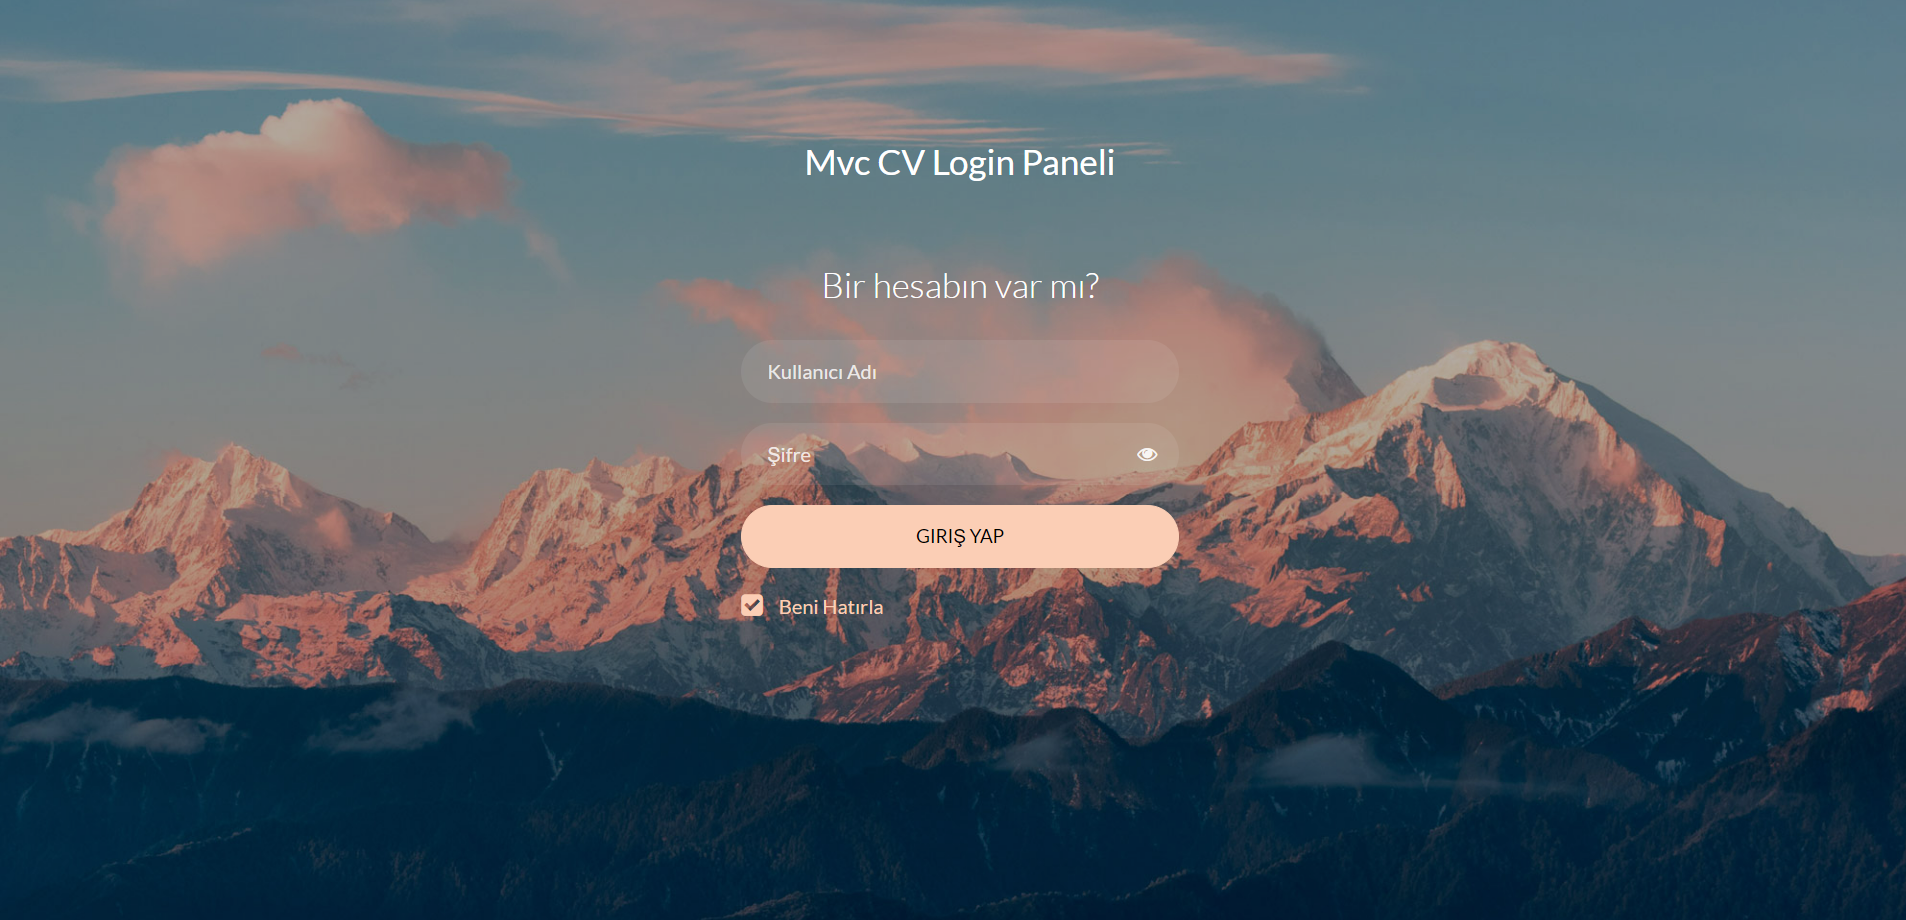 Mvc CV Login Paneli
Bir hesabın var mı?
Kullanıcı Adı
Şifre
GIRIŞ YAP
Beni Hatırla